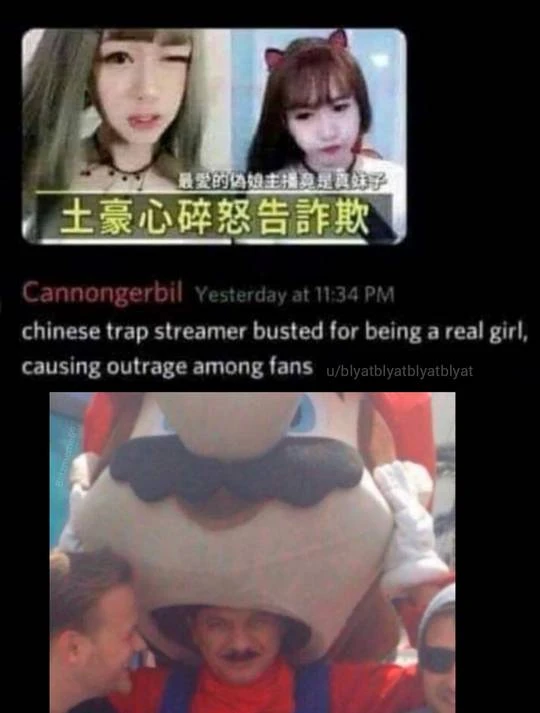 最愛的偽娘主播竟是真妹子
土豪心碎怒告詐欺
Cannongerbil Yesterday at 11:34 PM
chinese trap streamer busted for being a real girl,
causing outrage among fans u/blyatblyatblyatblyat